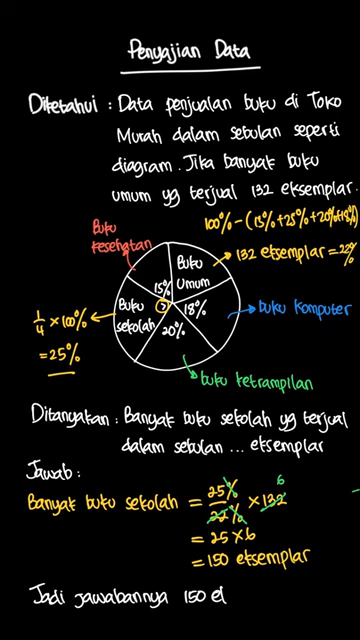 Penyajian Data
Diketahui : Data penjualan buku di Toko
Murah dalam sebulan seperti
diagram. Jika banyak buku
umum yg terjual 132 eksemplar.
100% - (15% + 25% + 20% + 18%)
132 eksemplar = 22%
Buku
kesehatan
Buku
Umum
15%
?
Buku
sekolah
18%
20%
1/4 × 100%
= 25%
buku komputer
buku ketrampilan
Ditanyakan : Banyak buku sekolah yg terjual
dalam sebulan ... eksemplar
Jawab :
Banyak buku sekolah = 25%/22% × 132
6
= 25 × 6
= 150 eksemplar
Jadi jawabannya 150 el